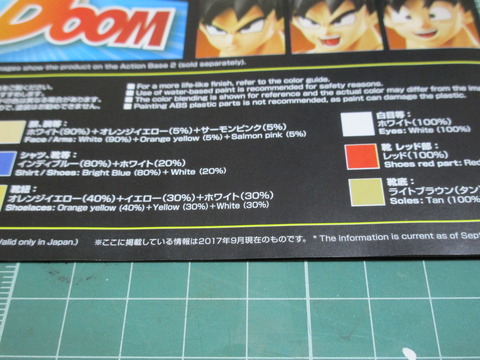 DOOM
mages show the product on the Action Base 2 (sold separately).
For a more life-like finish, refer to the color guide.
Use of water-based paint is recommended for safety reasons.
The color blending is shown for reference and the actual color may differ from the ima
Painting ABS plastic parts is not recommended, as paint can damage the plastic.
ホワイト(90%)+オレンジイエロー(5%)+サーモンピンク(5%)
Face / Arms: White (90%) + Orange yellow (5%) + Salmon pink (5%)
シャツ、靴等:
インディブルー(80%)+ホワイト(20%)
Shirt / Shoes: Bright Blue (80%) + White (20%)
靴紐:
オレンジイエロー(40%)+イエロー(30%)+ホワイト(30%)
Shoelaces: Orange yellow (40%) + Yellow (30%) + White (30%)
白目等:
ホワイト(100%)
Eyes: White (100%)
靴 レッド部:
レッド(100%)
Shoes red part: Red
靴底:
ライトブラウン(タン)
Soles: Tan (100%
Valid only in Japan.)
※ここに掲載している情報は2017年9月現在のものです。 * The information is current as of Sept